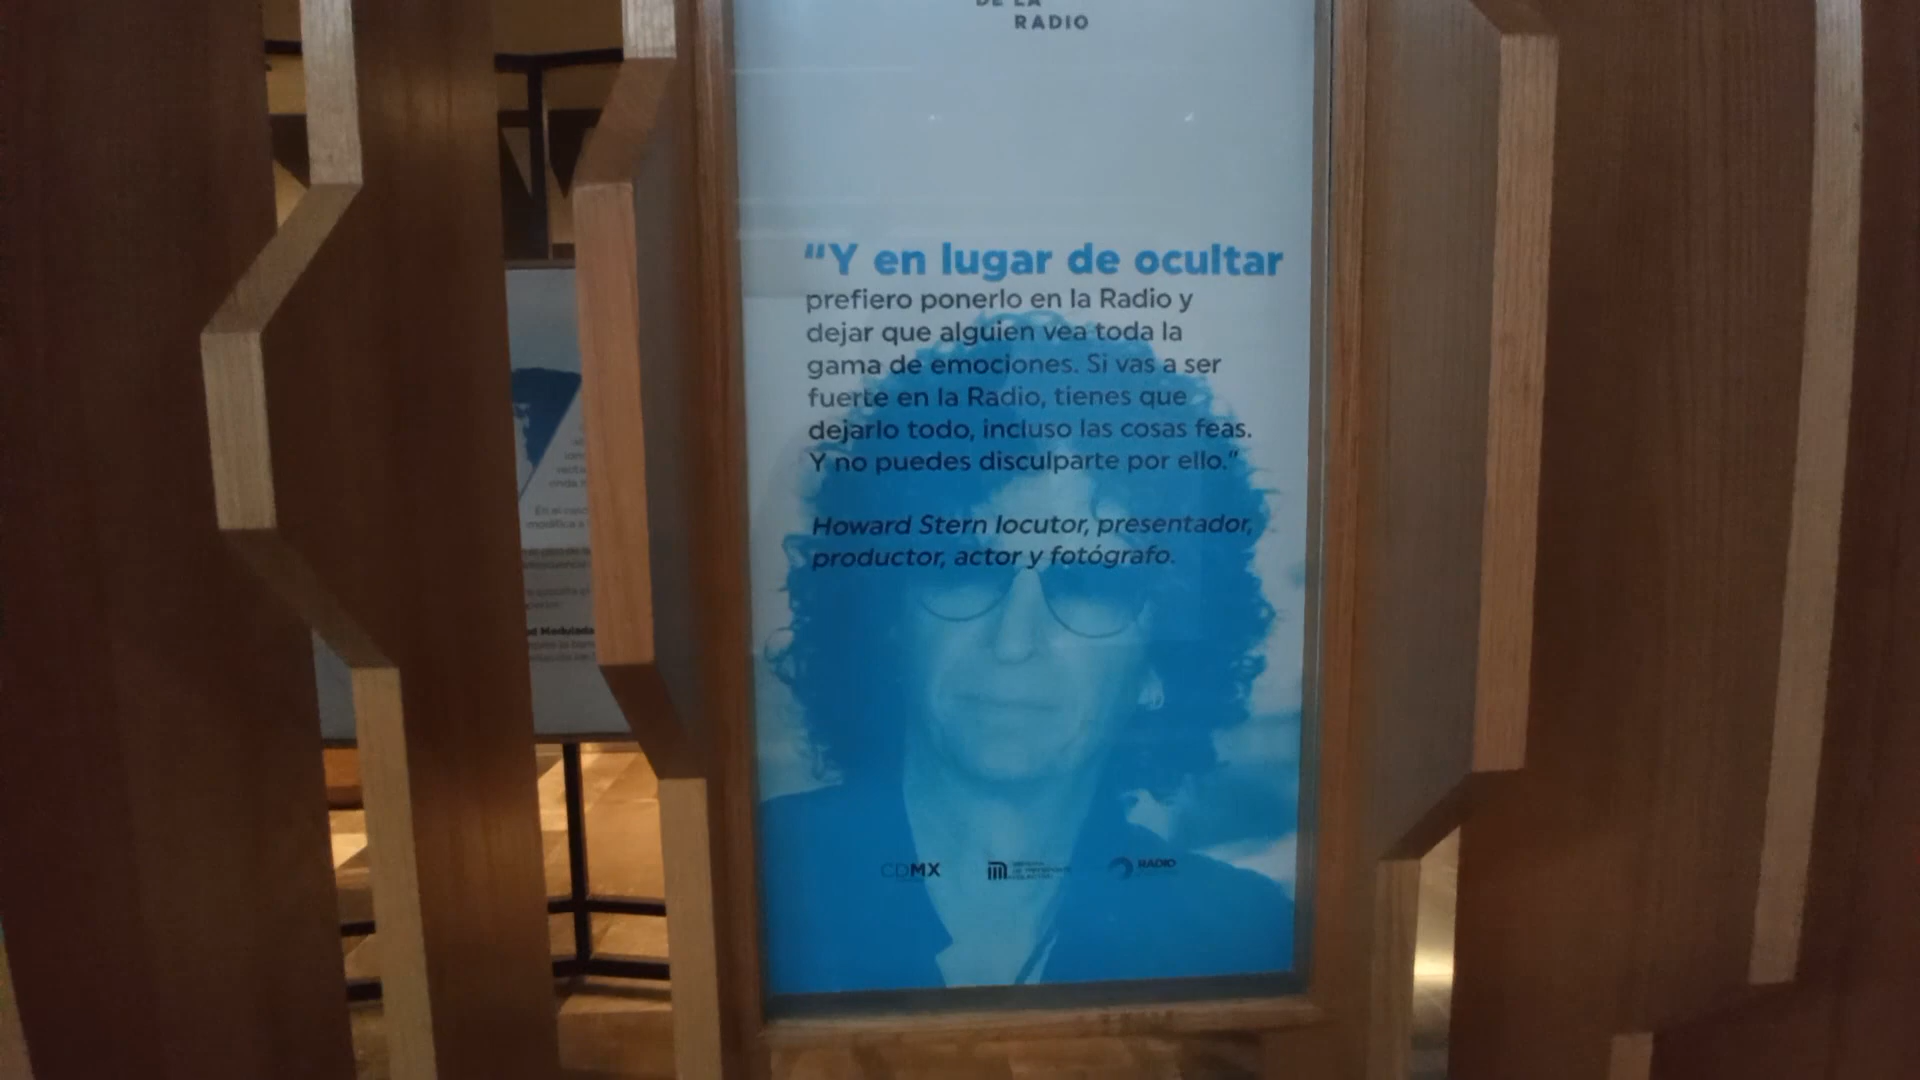 DE LA
RADIO
“Y en lugar de ocultar
prefiero ponerlo en la Radio y
dejar que alguien vea toda la
gama de emociones. Si vas a ser
fuerte en la Radio, tienes que
dejarlo todo, incluso las cosas feas.
Y no puedes disculparte por ello.”
Howard Stern locutor, presentador,
productor, actor y fotógrafo.
CDMX
RADIO